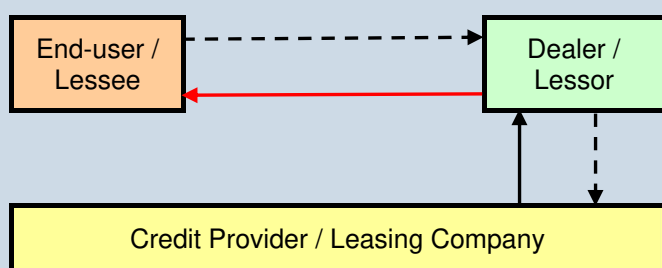 End-user /
Lessee
Dealer /
Lessor
Credit Provider / Leasing Company